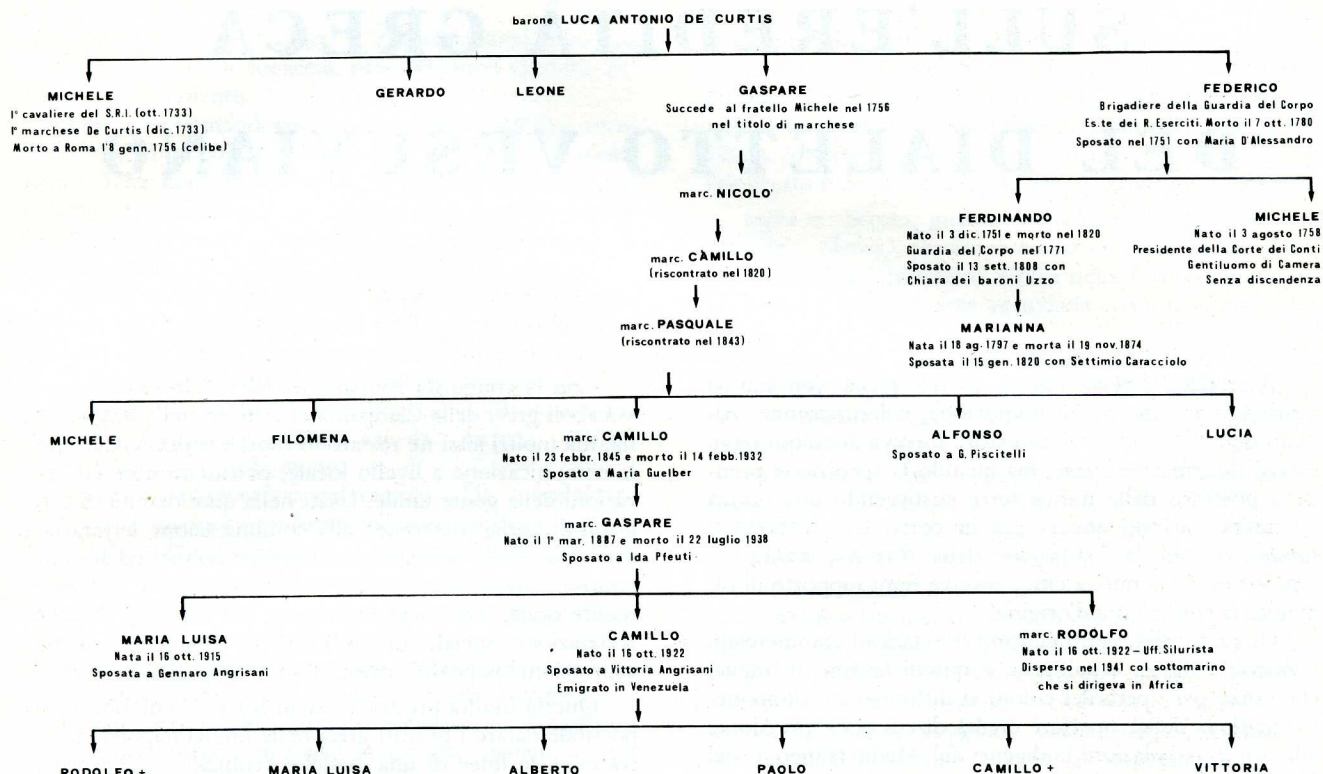 barone LUCA ANTONIO DE CURTIS
MICHELE
I° cavaliere del S.R.I. (ott. 1733)
I° marchese De Curtis (dic. 1733)
Morto a Roma l'8 genn. 1756 (celibe)
GERARDO
LEONE
GASPARE
Succede al fratello Michele nel 1756
nel titolo di marchese
FEDERICO
Brigadiere della Guardia del Corpo
Es.te dei R. Eserciti. Morto il 7 ott. 1780
Sposato nel 1751 con Maria D'Alessandro
marc. NICOLO'
FERDINANDO
Nato il 3 dic. 1751 e morto nel 1820
Guardia del Corpo nel 1771
Sposato il 13 sett. 1808 con
Chiara dei baroni Uzzo
MICHELE
Nato il 3 agosto 1758
Presidente della Corte dei Conti
Gentiluomo di Camera
Senza discendenza
marc. CAMILLO
(riscontrato nel 1820)
marc. PASQUALE
(riscontrato nel 1843)
MARIANNA
Nata il 18 ag. 1797 e morta il 19 nov. 1874
Sposata il 15 gen. 1820 con Settimio Caracciolo
MICHELE
FILOMENA
marc. CAMILLO
Nato il 23 febbr. 1845 e morto il 14 febb. 1932
Sposato a Maria Guelber
ALFONSO
Sposato a G. Piscitelli
LUCIA
marc. GASPARE
Nato il 1° mar. 1887 e morto il 22 luglio 1938
Sposato a Ida Pfeuti
MARIA LUISA
Nata il 16 ott. 1915
Sposata a Gennaro Angrisani
CAMILLO
Nato il 16 ott. 1922
Sposato a Vittoria Angrisani
Emigrato in Venezuela
marc. RODOLFO
Nato il 16 ott. 1922 - Uff. Silurista
Disperso nel 1941 col sottomarino
che si dirigeva in Africa
RODOLFO +
MARIA LUISA
ALBERTO
PAOLO
CAMILLO +
VITTORIA